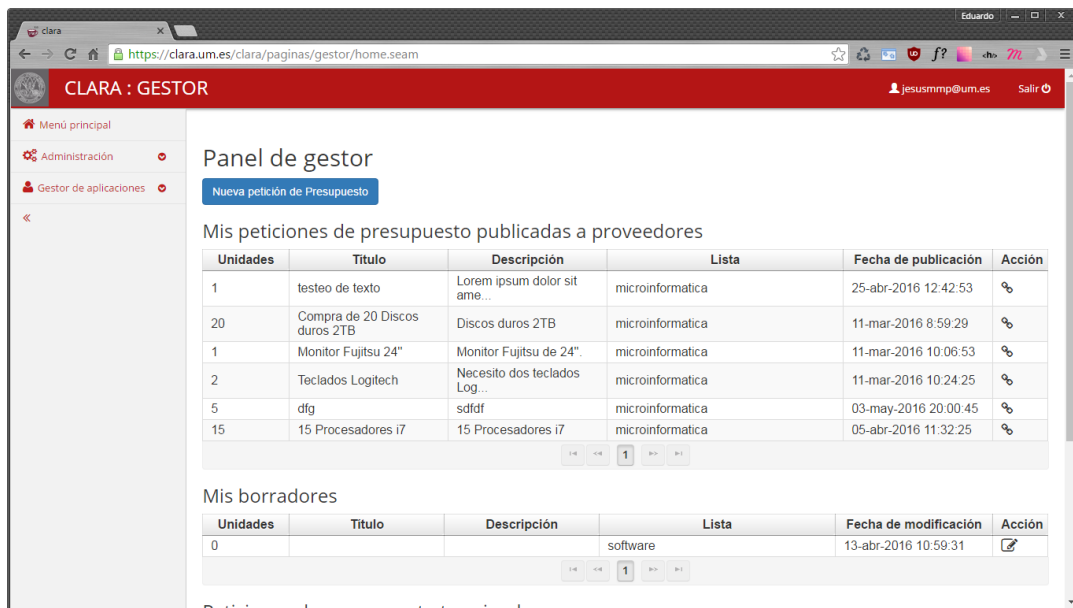 Eduardo
clara
https://clara.um.es/clara/paginas/gestor/home.seam
f?
<h>
m
CLARA : GESTOR
jesusmmp@um.es
Salir
Menú principal
Administración
Gestor de aplicaciones
«
Panel de gestor
Nueva petición de Presupuesto
Mis peticiones de presupuesto publicadas a proveedores
Unidades Título Descripción Lista Fecha de publicación Acción
1 testeo de texto Lorem ipsum dolor sit ame... microinformatica 25-abr-2016 12:42:53
20 Compra de 20 Discos duros 2TB Discos duros 2TB microinformatica 11-mar-2016 8:59:29
1 Monitor Fujitsu 24" Monitor Fujitsu de 24". microinformatica 11-mar-2016 10:06:53
2 Teclados Logitech Necesito dos teclados Log... microinformatica 11-mar-2016 10:24:25
5 dfg sdfdf microinformatica 03-may-2016 20:00:45
15 15 Procesadores i7 15 Procesadores i7 microinformatica 05-abr-2016 11:32:25
1
Mis borradores
Unidades Título Descripción Lista Fecha de modificación Acción
0 software 13-abr-2016 10:59:31
1